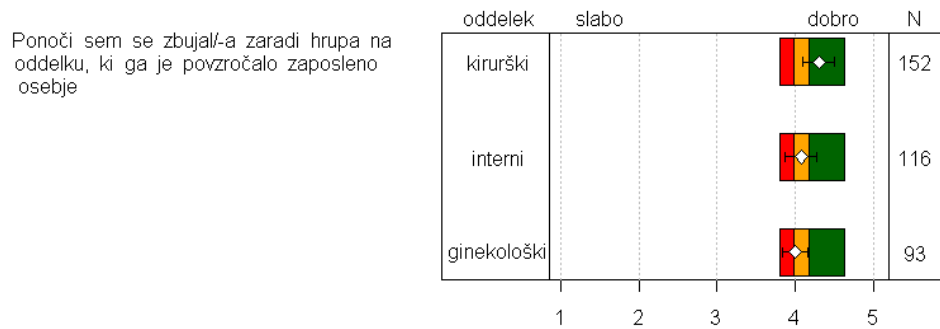 oddelek slabo dobro N
Ponoči sem se zbujal/-a zaradi hrupa na
oddelku, ki ga je povzročalo zaposleno
osebje
kirurški 152
interni 116
ginekološki 93
1 2 3 4 5